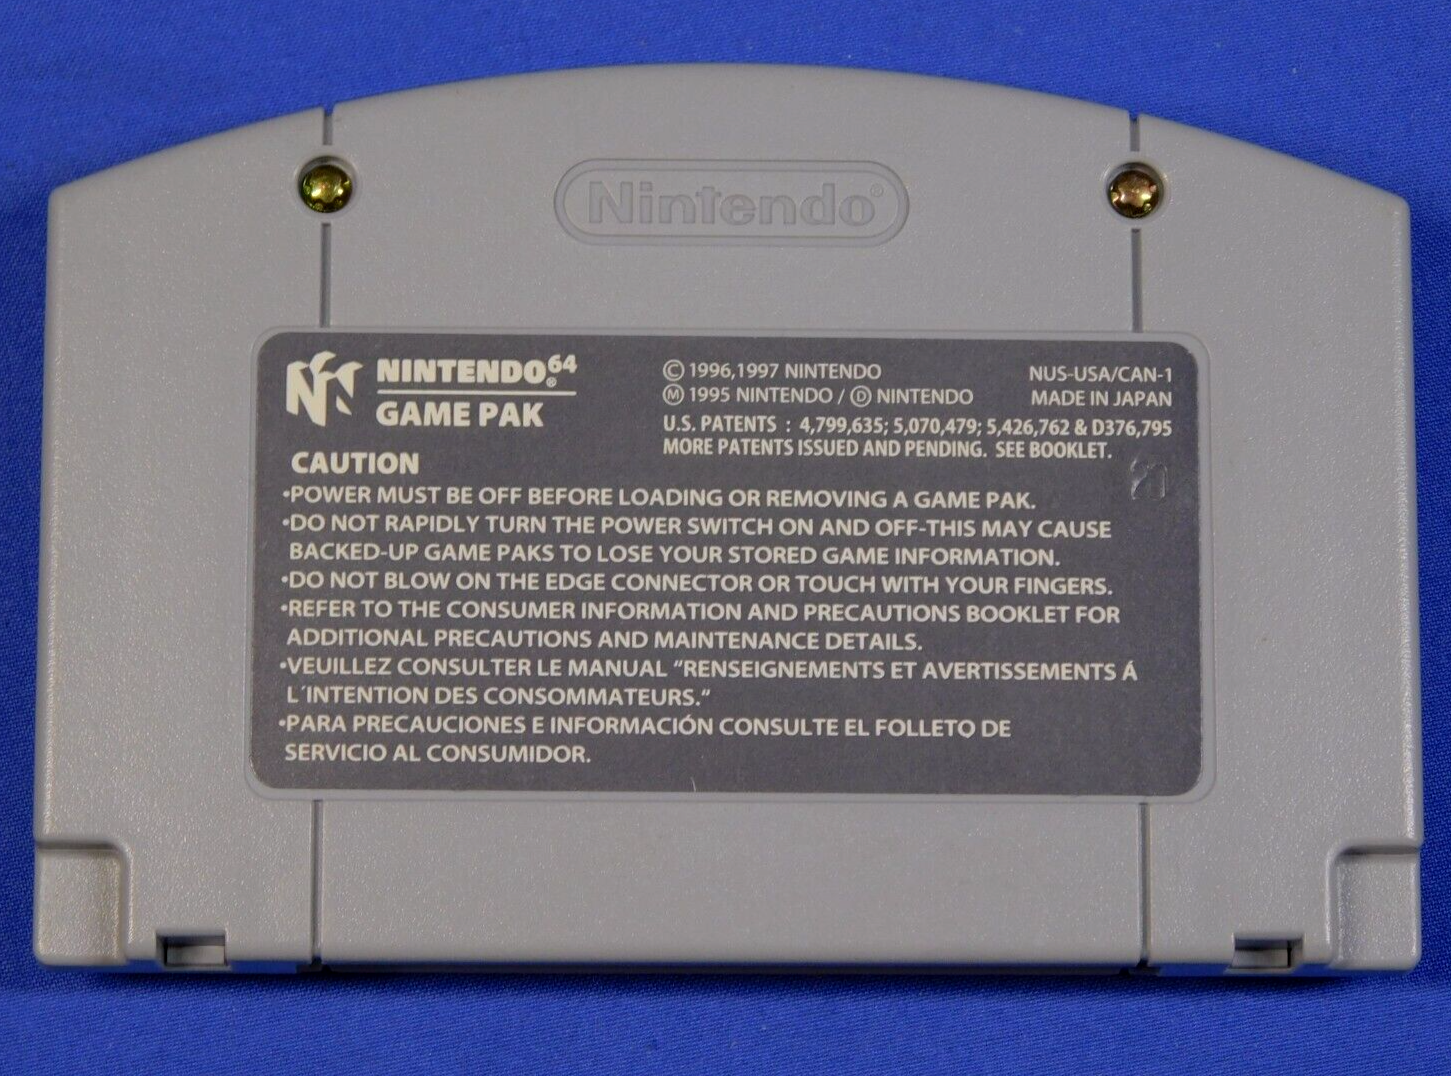 Nintendo®
NINTENDO64®
GAME PAK
© 1996,1997 NINTENDO
Ⓜ 1995 NINTENDO / Ⓓ NINTENDO
NUS-USA/CAN-1
MADE IN JAPAN
U.S. PATENTS : 4,799,635; 5,070,479; 5,426,762 & D376,795
MORE PATENTS ISSUED AND PENDING. SEE BOOKLET.
CAUTION
•POWER MUST BE OFF BEFORE LOADING OR REMOVING A GAME PAK.
•DO NOT RAPIDLY TURN THE POWER SWITCH ON AND OFF-THIS MAY CAUSE
BACKED-UP GAME PAKS TO LOSE YOUR STORED GAME INFORMATION.
•DO NOT BLOW ON THE EDGE CONNECTOR OR TOUCH WITH YOUR FINGERS.
•REFER TO THE CONSUMER INFORMATION AND PRECAUTIONS BOOKLET FOR
ADDITIONAL PRECAUTIONS AND MAINTENANCE DETAILS.
•VEUILLEZ CONSULTER LE MANUAL "RENSEIGNEMENTS ET AVERTISSEMENTS Á
L´INTENTION DES CONSOMMATEURS."
•PARA PRECAUCIONES E INFORMACIÓN CONSULTE EL FOLLETO DE
SERVICIO AL CONSUMIDOR.